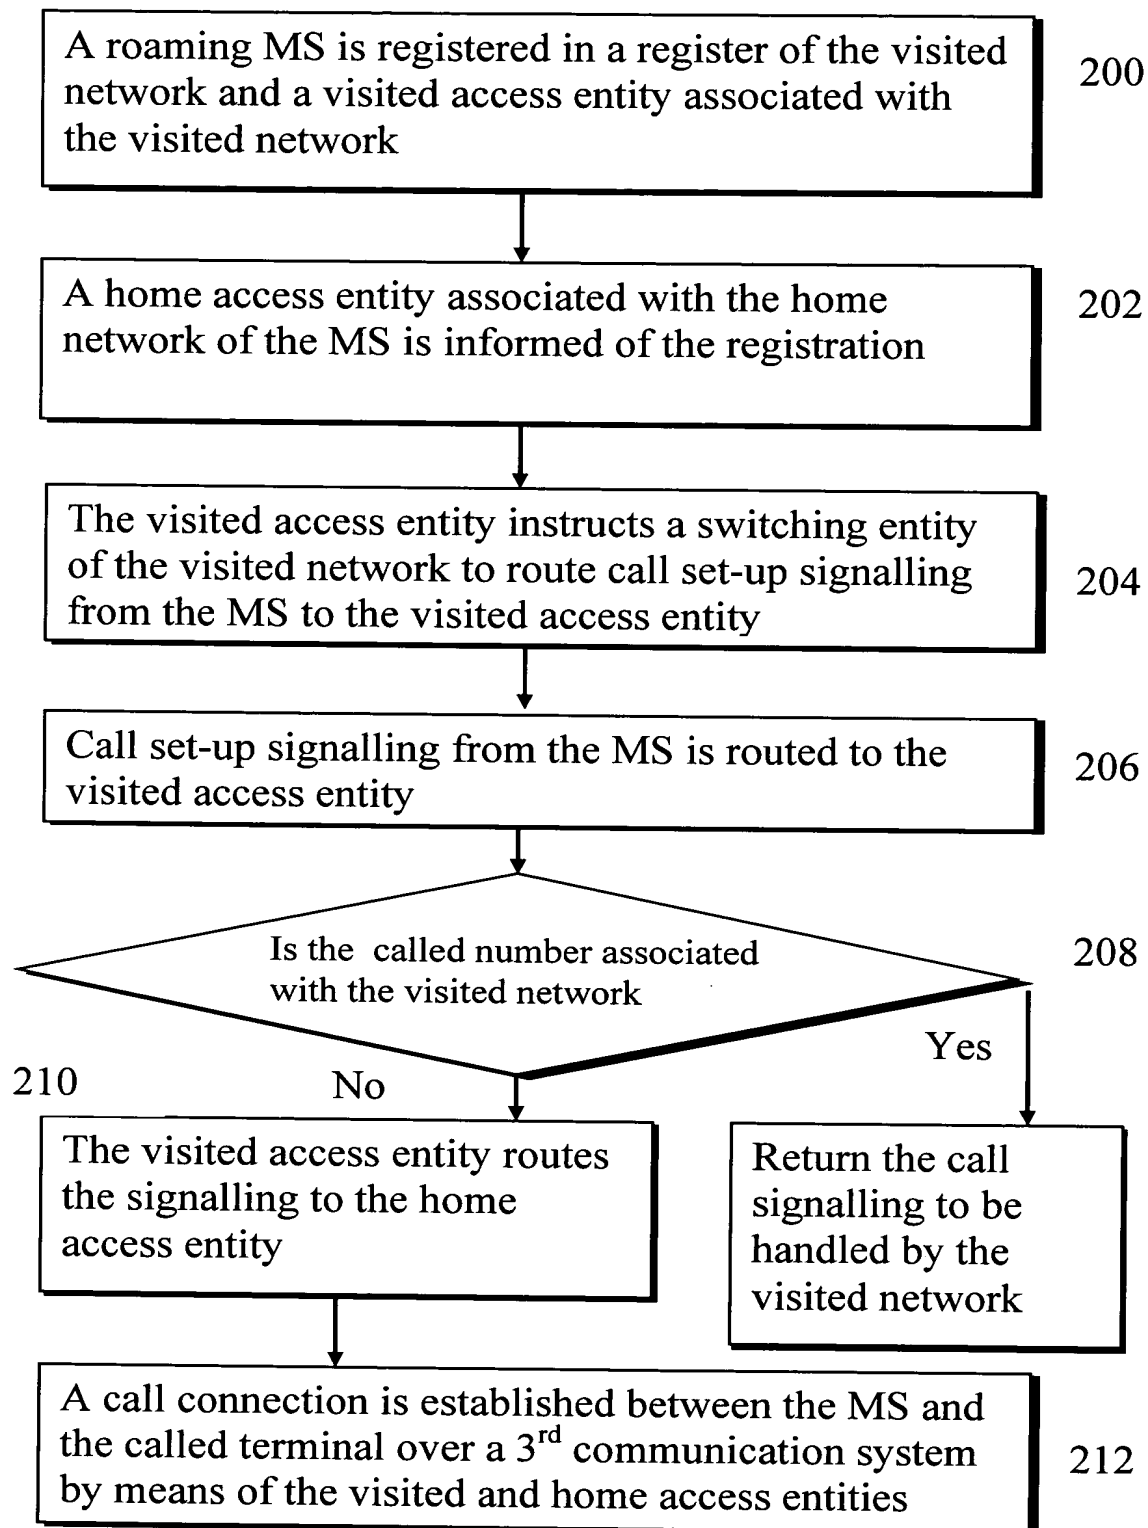 A roaming MS is registered in a register of the visited
network and a visited access entity associated with
the visited network
200
A home access entity associated with the home
network of the MS is informed of the registration
202
The visited access entity instructs a switching entity
of the visited network to route call set-up signalling
from the MS to the visited access entity
204
Call set-up signalling from the MS is routed to the
visited access entity
206
Is the called number associated
with the visited network
208
Yes
210
No
The visited access entity routes
the signalling to the home
access entity
Return the call
signalling to be
handled by the
visited network
A call connection is established between the MS and
the called terminal over a 3rd communication system
by means of the visited and home access entities
212